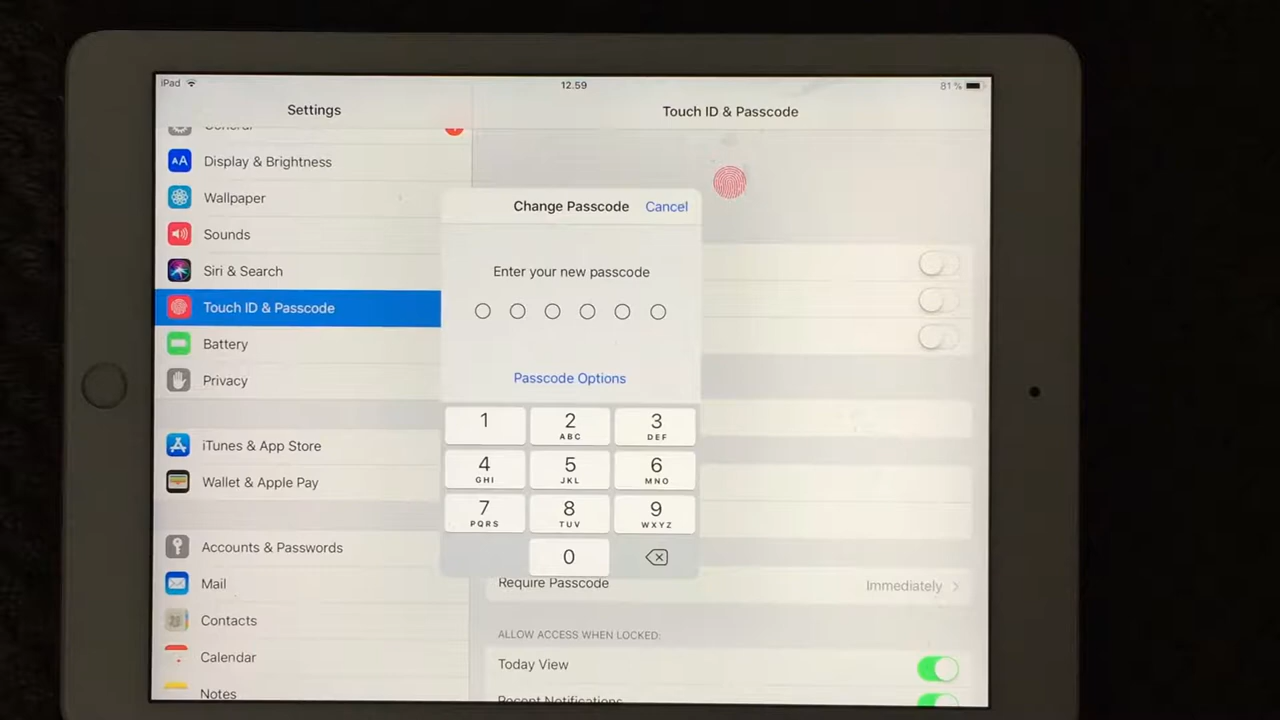 iPad
12.59
81 %
Settings
Touch ID & Passcode
General
Display & Brightness
Wallpaper
Sounds
Siri & Search
Touch ID & Passcode
Battery
Privacy
iTunes & App Store
Wallet & Apple Pay
Accounts & Passwords
Mail
Contacts
Calendar
Notes
Change Passcode
Cancel
Enter your new passcode
Passcode Options
1
2
ABC
3
DEF
4
GHI
5
JKL
6
MNO
7
PQRS
8
TUV
9
WXYZ
0
Require Passcode
Immediately
ALLOW ACCESS WHEN LOCKED:
Today View
Recent Notifications